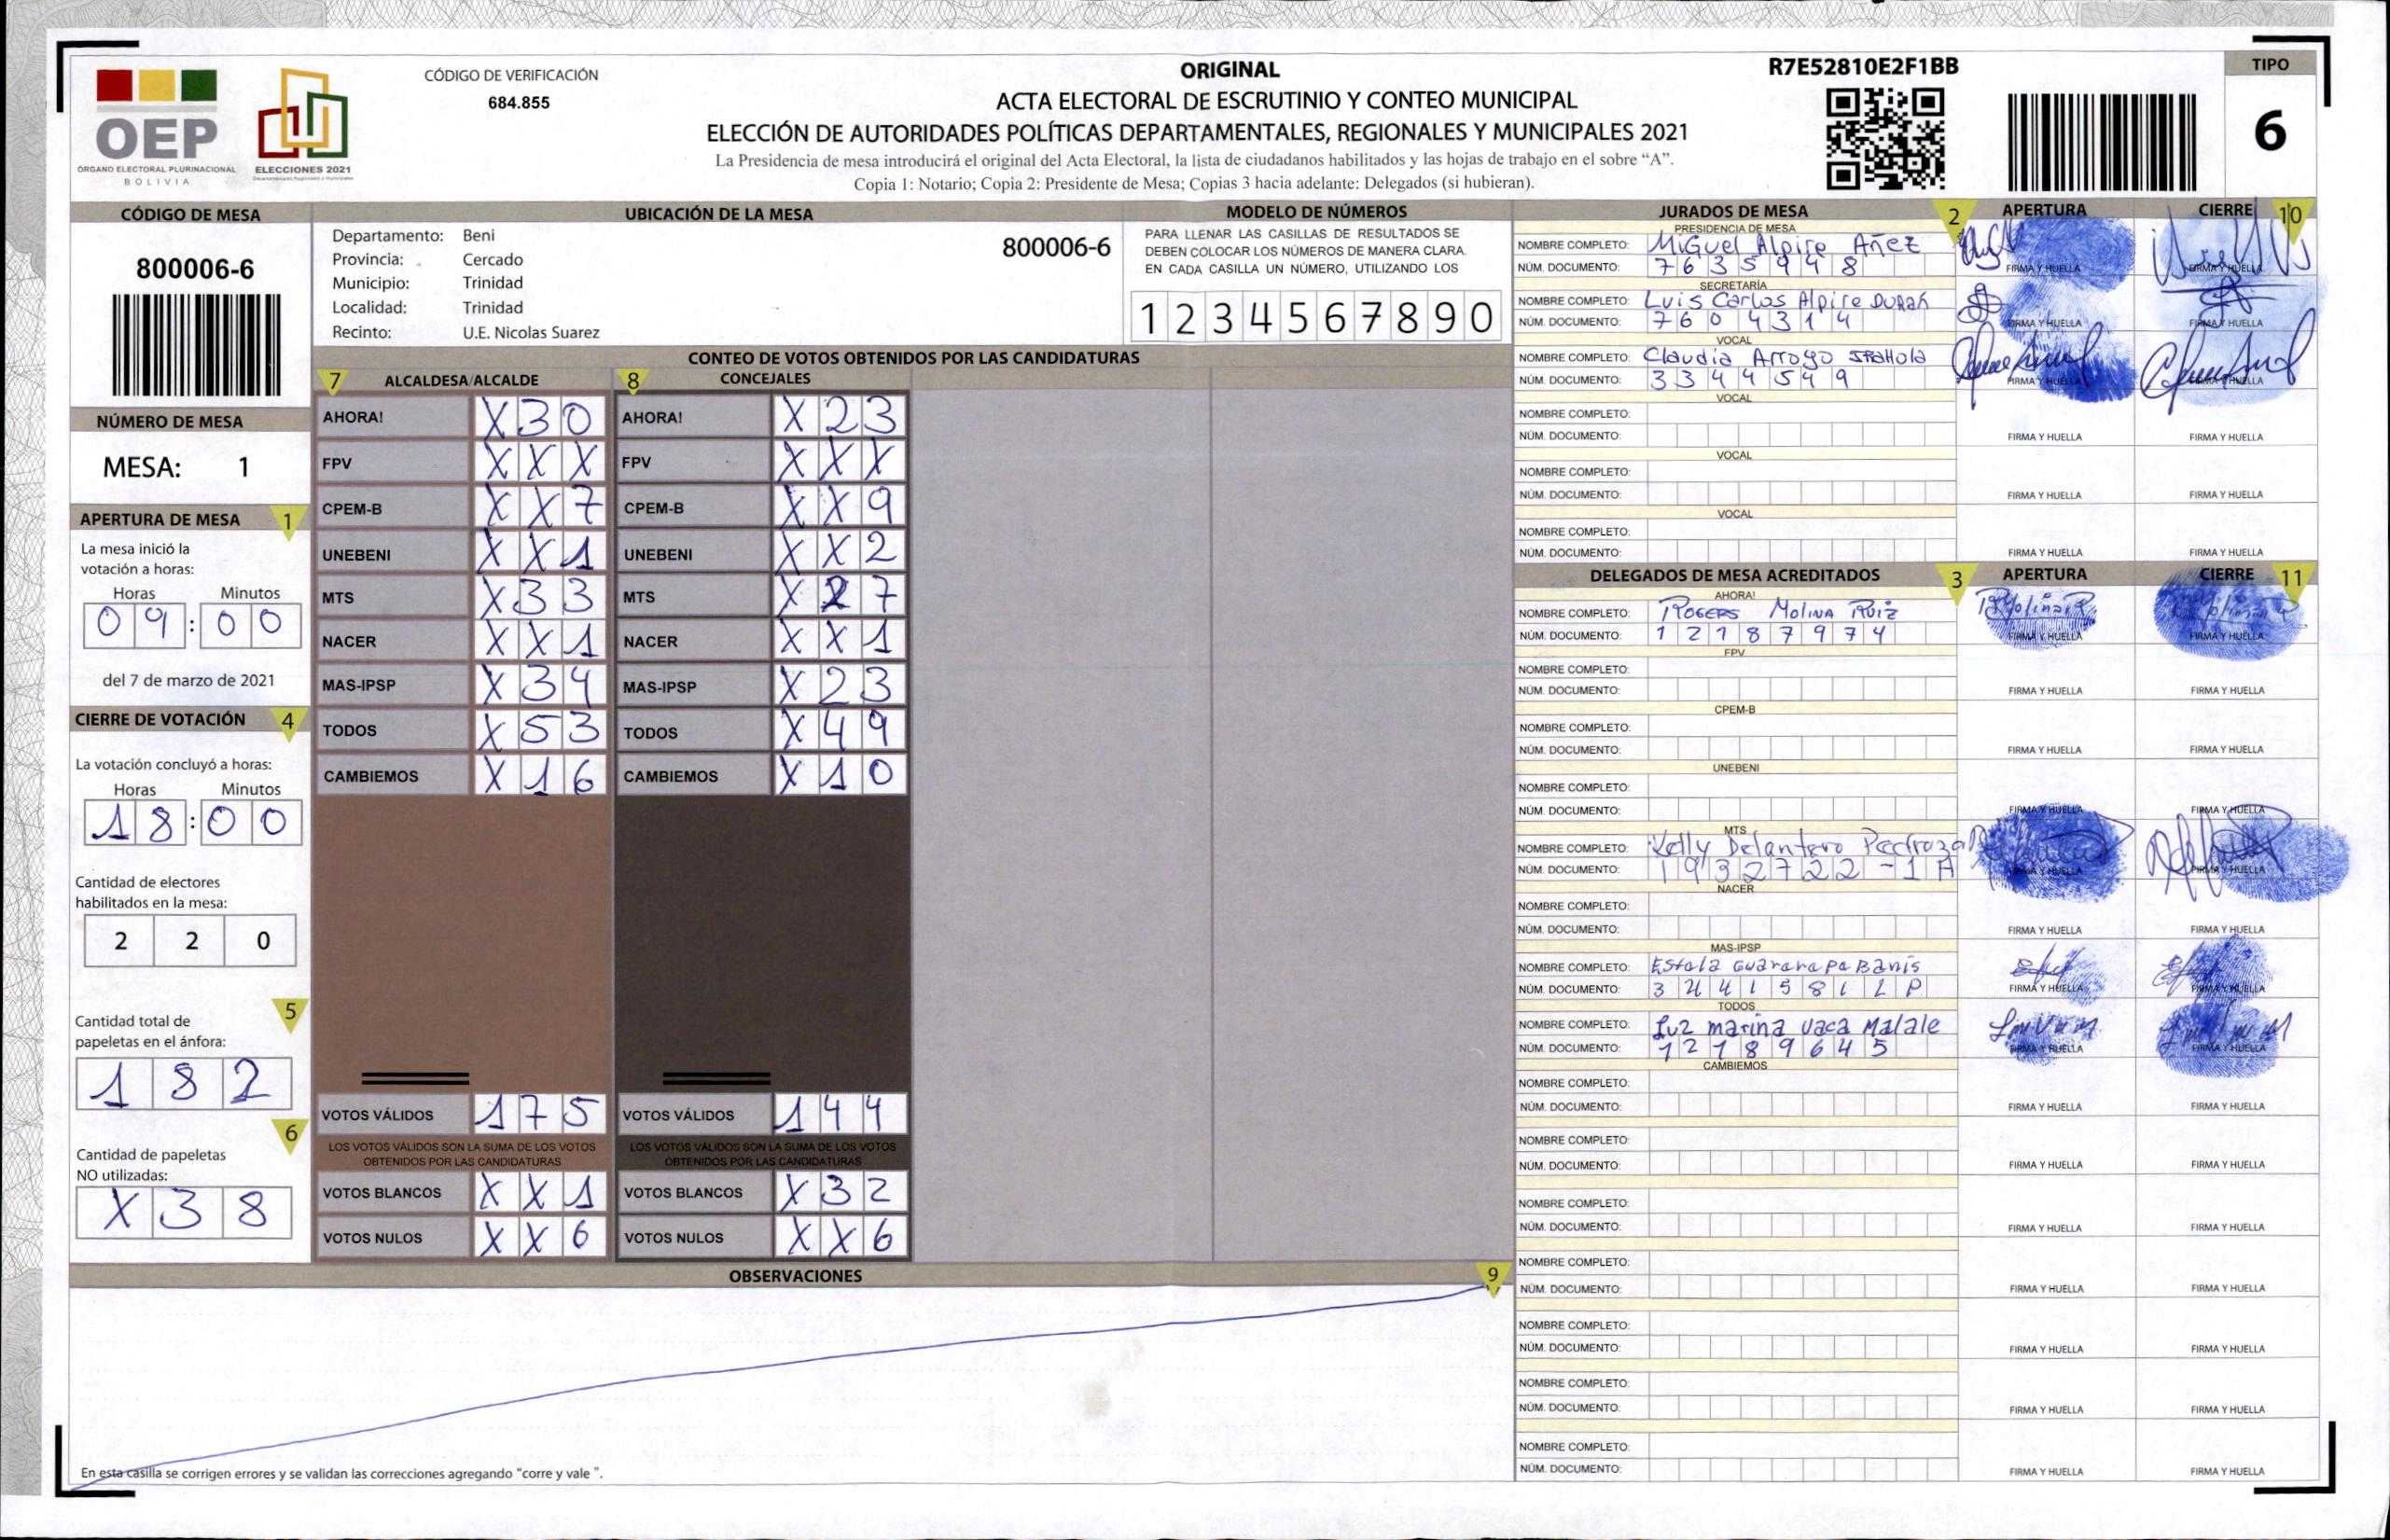 OEP
ÓRGANO ELECTORAL PLURINACIONAL
BOLIVIA
ELECCIONES 2021
CÓDIGO DE VERIFICACIÓN
684.855
ORIGINAL
ACTA ELECTORAL DE ESCRUTINIO Y CONTEO MUNICIPAL
ELECCIÓN DE AUTORIDADES POLÍTICAS DEPARTAMENTALES, REGIONALES Y MUNICIPALES 2021
La Presidencia de mesa introducirá el original del Acta Electoral, la lista de ciudadanos habilitados y las hojas de trabajo en el sobre “A”.
Copia 1: Notario; Copia 2: Presidente de Mesa; Copias 3 hacia adelante: Delegados (si hubieran).
R7E52810E2F1BB
TIPO
6
CÓDIGO DE MESA
800006-6
NÚMERO DE MESA
MESA: 1
APERTURA DE MESA 1
La mesa inició la
votación a horas:
Horas Minutos
09:00
del 7 de marzo de 2021
CIERRE DE VOTACIÓN 4
La votación concluyó a horas:
Horas Minutos
18:00
Cantidad de electores
habilitados en la mesa:
2 2 0
5
Cantidad total de
papeletas en el ánfora:
1 8 2
6
Cantidad de papeletas
NO utilizadas:
X 3 8
UBICACIÓN DE LA MESA
Departamento: Beni
Provincia: Cercado
Municipio: Trinidad
Localidad: Trinidad
Recinto: U.E. Nicolas Suarez
800006-6
MODELO DE NÚMEROS
PARA LLENAR LAS CASILLAS DE RESULTADOS SE
DEBEN COLOCAR LOS NÚMEROS DE MANERA CLARA.
EN CADA CASILLA UN NÚMERO, UTILIZANDO LOS
1 2 3 4 5 6 7 8 9 0
CONTEO DE VOTOS OBTENIDOS POR LAS CANDIDATURAS
7 ALCALDESA/ALCALDE 8 CONCEJALES
AHORA! X30 AHORA! X23
FPV XXX FPV XXX
CPEM-B XX7 CPEM-B XX9
UNEBENI XX1 UNEBENI XX2
MTS X33 MTS X27
NACER XX1 NACER XX1
MAS-IPSP X34 MAS-IPSP X23
TODOS X53 TODOS X49
CAMBIEMOS X16 CAMBIEMOS X10
VOTOS VÁLIDOS 175 VOTOS VÁLIDOS 144
LOS VOTOS VÁLIDOS SON LA SUMA DE LOS VOTOS LOS VOTOS VÁLIDOS SON LA SUMA DE LOS VOTOS
OBTENIDOS POR LAS CANDIDATURAS OBTENIDOS POR LAS CANDIDATURAS
VOTOS BLANCOS XX1 VOTOS BLANCOS X32
VOTOS NULOS XX6 VOTOS NULOS XX6
OBSERVACIONES 9
En esta casilla se corrigen errores y se validan las correcciones agregando “corre y vale ”.
JURADOS DE MESA 2 APERTURA CIERRE 10
PRESIDENCIA DE MESA
NOMBRE COMPLETO: Miguel Alpire Añez
NÚM. DOCUMENTO: 7635948 FIRMA Y HUELLA FIRMA Y HUELLA
SECRETARÍA
NOMBRE COMPLETO: Luis Carlos Alpire Duran
NÚM. DOCUMENTO: 7604314 FIRMA Y HUELLA FIRMA Y HUELLA
VOCAL
NOMBRE COMPLETO: Claudia Arroyo
NÚM. DOCUMENTO: 3344549 FIRMA Y HUELLA FIRMA Y HUELLA
VOCAL
NOMBRE COMPLETO:
NÚM. DOCUMENTO: FIRMA Y HUELLA FIRMA Y HUELLA
VOCAL
NOMBRE COMPLETO:
NÚM. DOCUMENTO: FIRMA Y HUELLA FIRMA Y HUELLA
VOCAL
NOMBRE COMPLETO:
NÚM. DOCUMENTO: FIRMA Y HUELLA FIRMA Y HUELLA
DELEGADOS DE MESA ACREDITADOS 3 APERTURA CIERRE 11
AHORA!
NOMBRE COMPLETO: Rogers Molina Ruiz
NÚM. DOCUMENTO: 12187974 FIRMA Y HUELLA FIRMA Y HUELLA
FPV
NOMBRE COMPLETO:
NÚM. DOCUMENTO: FIRMA Y HUELLA FIRMA Y HUELLA
CPEM-B
NOMBRE COMPLETO:
NÚM. DOCUMENTO: FIRMA Y HUELLA FIRMA Y HUELLA
UNEBENI
NOMBRE COMPLETO:
NÚM. DOCUMENTO: FIRMA Y HUELLA FIRMA Y HUELLA
MTS
NOMBRE COMPLETO: Kelly Delantero Pedroza
NÚM. DOCUMENTO: 1932722-1A FIRMA Y HUELLA FIRMA Y HUELLA
NACER
NOMBRE COMPLETO:
NÚM. DOCUMENTO: FIRMA Y HUELLA FIRMA Y HUELLA
MAS-IPSP
NOMBRE COMPLETO: Estela Guararapa Banis
NÚM. DOCUMENTO: FIRMA Y HUELLA FIRMA Y HUELLA
TODOS
NOMBRE COMPLETO: Luz marina Vaca Malale
NÚM. DOCUMENTO: 12189645 FIRMA Y HUELLA FIRMA Y HUELLA
CAMBIEMOS
NOMBRE COMPLETO:
NÚM. DOCUMENTO: FIRMA Y HUELLA FIRMA Y HUELLA
NOMBRE COMPLETO:
NÚM. DOCUMENTO: FIRMA Y HUELLA FIRMA Y HUELLA
NOMBRE COMPLETO:
NÚM. DOCUMENTO: FIRMA Y HUELLA FIRMA Y HUELLA
NOMBRE COMPLETO:
NÚM. DOCUMENTO: FIRMA Y HUELLA FIRMA Y HUELLA
NOMBRE COMPLETO:
NÚM. DOCUMENTO: FIRMA Y HUELLA FIRMA Y HUELLA
NOMBRE COMPLETO:
NÚM. DOCUMENTO: FIRMA Y HUELLA FIRMA Y HUELLA
NOMBRE COMPLETO:
NÚM. DOCUMENTO: FIRMA Y HUELLA FIRMA Y HUELLA